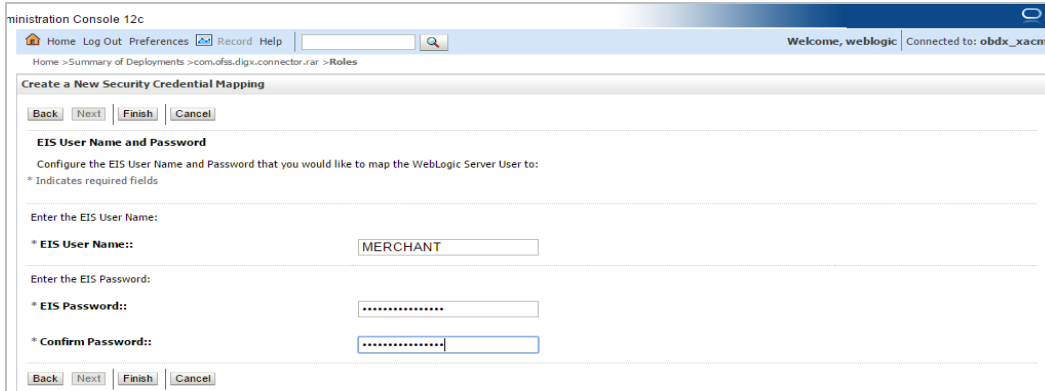 ministration Console 12c
Home Log Out Preferences Record Help
Welcome, weblogic Connected to: obdx_xacm
Home >Summary of Deployments >com.ofss.digx.connector.rar >Roles
Create a New Security Credential Mapping
Back Next Finish Cancel
EIS User Name and Password
Configure the EIS User Name and Password that you would like to map the WebLogic Server User to:
* Indicates required fields
Enter the EIS User Name:
* EIS User Name:: MERCHANT
Enter the EIS Password:
* EIS Password:: ••••••••••••••••
* Confirm Password:: ••••••••••••••••
Back Next Finish Cancel